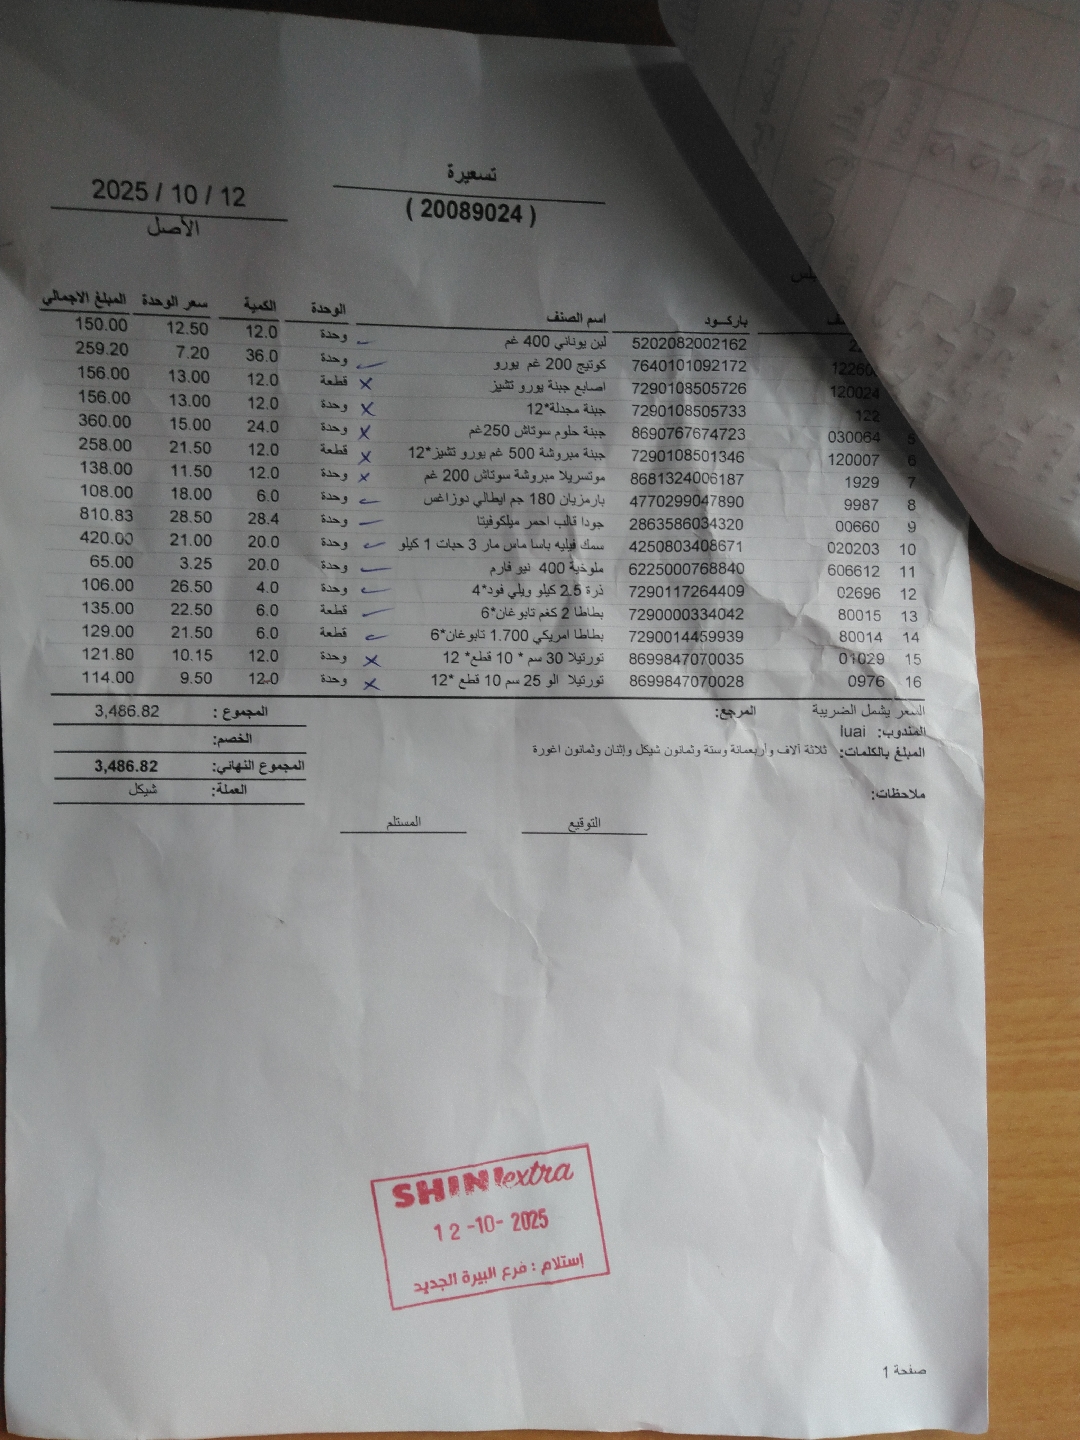 تسعيرة
( 20089024 )
2025 / 10 / 12
الأصل
باركـود اسم الصنف الوحدة الكمية سعر الوحدة المبلغ الاجمالي
5202082002162 لبن يوناني 400 غم وحدة 12.0 12.50 150.00
12260 7640101092172 كوتيج 200 غم يورو وحدة 36.0 7.20 259.20
120024 7290108505726 اصابع جبنة يورو تشيز قطعة 12.0 13.00 156.00
122 7290108505733 جبنة مجدلة*12 وحدة 12.0 13.00 156.00
5 030064 8690767674723 جبنة حلوم سوتاش 250غم وحدة 24.0 15.00 360.00
6 120007 7290108501346 جبنة مبروشة 500 غم يورو تشيز*12 قطعة 12.0 21.50 258.00
7 1929 8681324006187 موتسريلا مبروشة سوتاش 200 غم وحدة 12.0 11.50 138.00
8 9987 4770299047890 بارمزيان 180 جم ايطالي دوزاغس وحدة 6.0 18.00 108.00
9 00660 2863586034320 جودا قالب احمر ميلكوفيتا وحدة 28.4 28.50 810.83
10 020203 4250803408671 سمك فيليه باسا ماس مار 3 حبات 1 كيلو وحدة 20.0 21.00 420.00
11 606612 6225000768840 ملوخية 400 نيو فارم وحدة 20.0 3.25 65.00
12 02696 7290117264409 ذرة 2.5 كيلو ويلي فود*4 وحدة 4.0 26.50 106.00
13 80015 7290000334042 بطاطا 2 كغم تابوغان*6 قطعة 6.0 22.50 135.00
14 80014 7290014459939 بطاطا امريكي 1.700 تابوغان*6 قطعة 6.0 21.50 129.00
15 01029 8699847070035 تورتيلا 30 سم * 10 قطع* 12 وحدة 12.0 10.15 121.80
16 0976 8699847070028 تورتيلا الو 25 سم 10 قطع *12 وحدة 12.0 9.50 114.00
السعر يشمل الضريبة المرجع: المجموع : 3,486.82
المندوب: luai الخصم:
المبلغ بالكلمات: ثلاثة آلاف وأربعمائة وستة وثمانون شيكل وإثنان وثمانون اغورة المجموع النهائي: 3,486.82
ملاحظات: العملة: شيكل
التوقيع المستلم
SHINI extra
12-10-2025
إستلام : فرع البيرة الجديد
صفحة 1